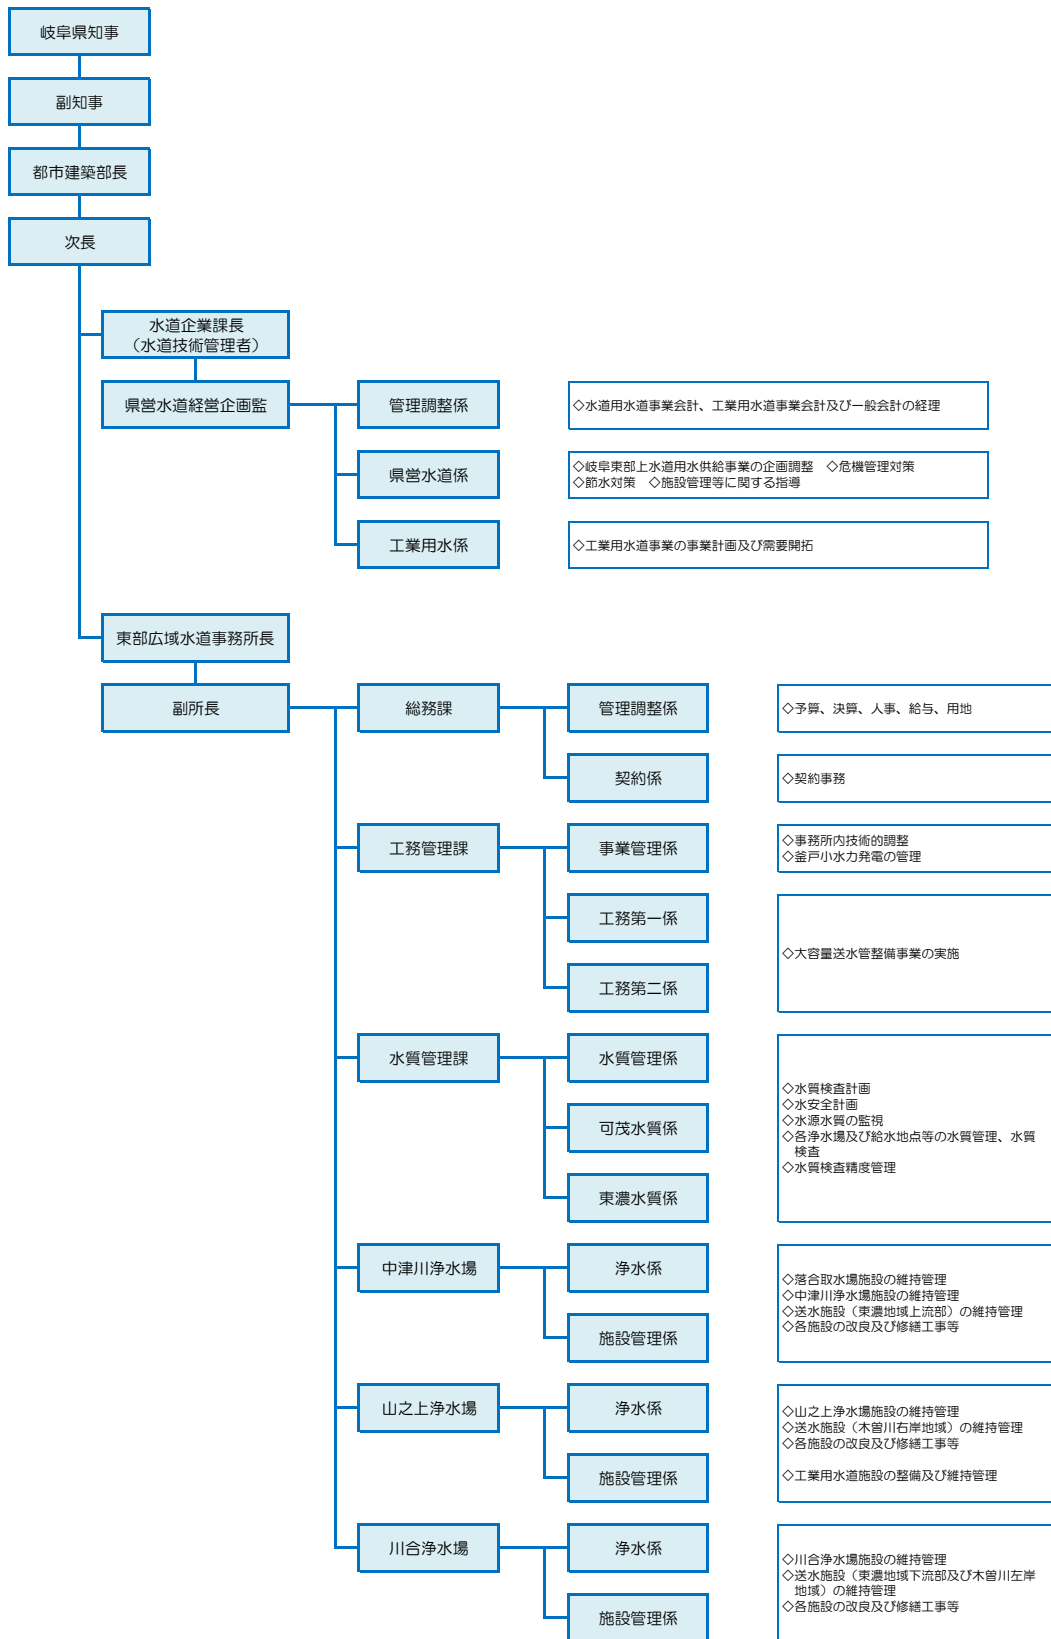 岐阜県知事
副知事
都市建築部長
次長
水道企業課長
（水道技術管理者）
県営水道経営企画監
管理調整係
◇水道用水道事業会計、工業用水道事業会計及び一般会計の経理
県営水道係
◇岐阜東部上水道用水供給事業の企画調整　◇危機管理対策
◇節水対策　◇施設管理等に関する指導
工業用水係
◇工業用水道事業の事業計画及び需要開拓
東部広域水道事務所長
副所長
総務課
管理調整係
◇予算、決算、人事、給与、用地
契約係
◇契約事務
工務管理課
事業管理係
◇事務所内技術的調整
◇釜戸小水力発電の管理
工務第一係
工務第二係
◇大容量送水管整備事業の実施
水質管理課
水質管理係
可茂水質係
東濃水質係
◇水質検査計画
◇水安全計画
◇水源水質の監視
◇各浄水場及び給水地点等の水質管理、水質
検査
◇水質検査精度管理
中津川浄水場
浄水係
施設管理係
◇落合取水場施設の維持管理
◇中津川浄水場施設の維持管理
◇送水施設（東濃地域上流部）の維持管理
◇各施設の改良及び修繕工事等
山之上浄水場
浄水係
施設管理係
◇山之上浄水場施設の維持管理
◇送水施設（木曽川右岸地域）の維持管理
◇各施設の改良及び修繕工事等
◇工業用水道施設の整備及び維持管理
川合浄水場
浄水係
施設管理係
◇川合浄水場施設の維持管理
◇送水施設（東濃地域下流部及び木曽川左岸
地域）の維持管理
◇各施設の改良及び修繕工事等